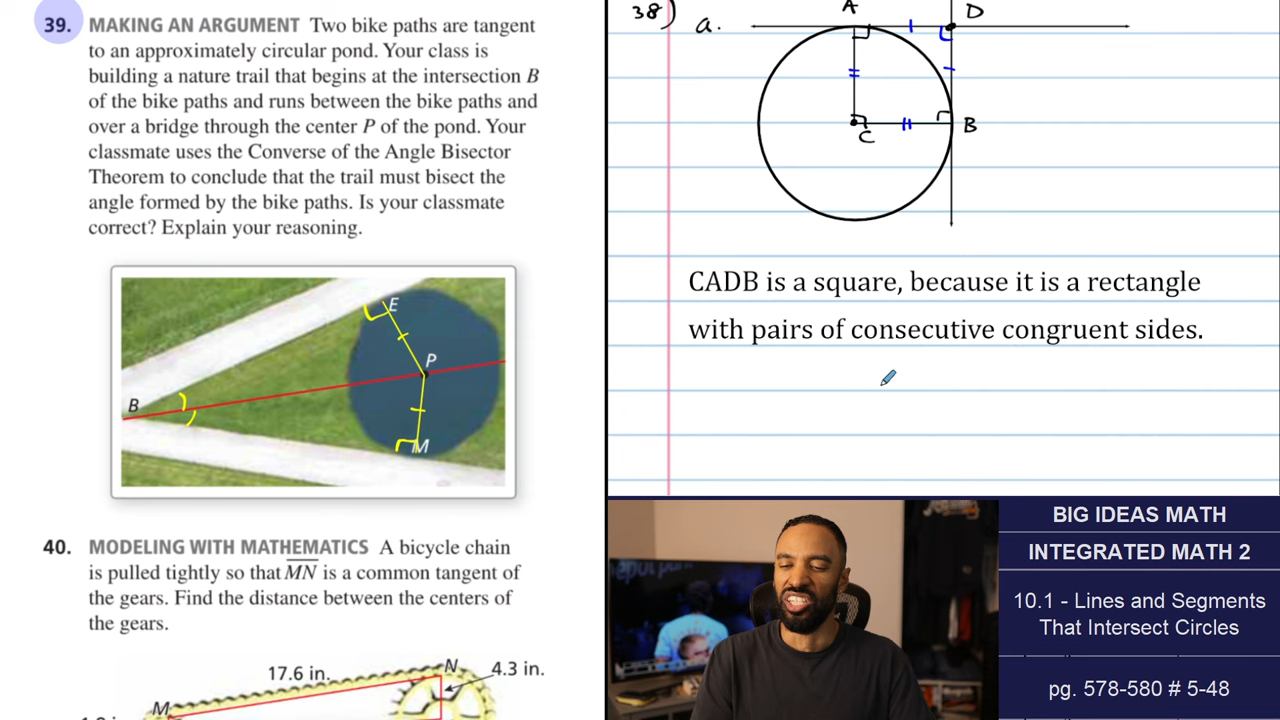 39. MAKING AN ARGUMENT Two bike paths are tangent
to an approximately circular pond. Your class is
building a nature trail that begins at the intersection B
of the bike paths and runs between the bike paths and
over a bridge through the center P of the pond. Your
classmate uses the Converse of the Angle Bisector
Theorem to conclude that the trail must bisect the
angle formed by the bike paths. Is your classmate
correct? Explain your reasoning.
E
P
B
M
40. MODELING WITH MATHEMATICS A bicycle chain
is pulled tightly so that MN is a common tangent of
the gears. Find the distance between the centers of
the gears.
17.6 in.
N
4.3 in.
M
38)
a.
A
D
C
B
CADB is a square, because it is a rectangle
with pairs of consecutive congruent sides.
BIG IDEAS MATH
INTEGRATED MATH 2
10.1 - Lines and Segments
That Intersect Circles
pg. 578-580 # 5-48